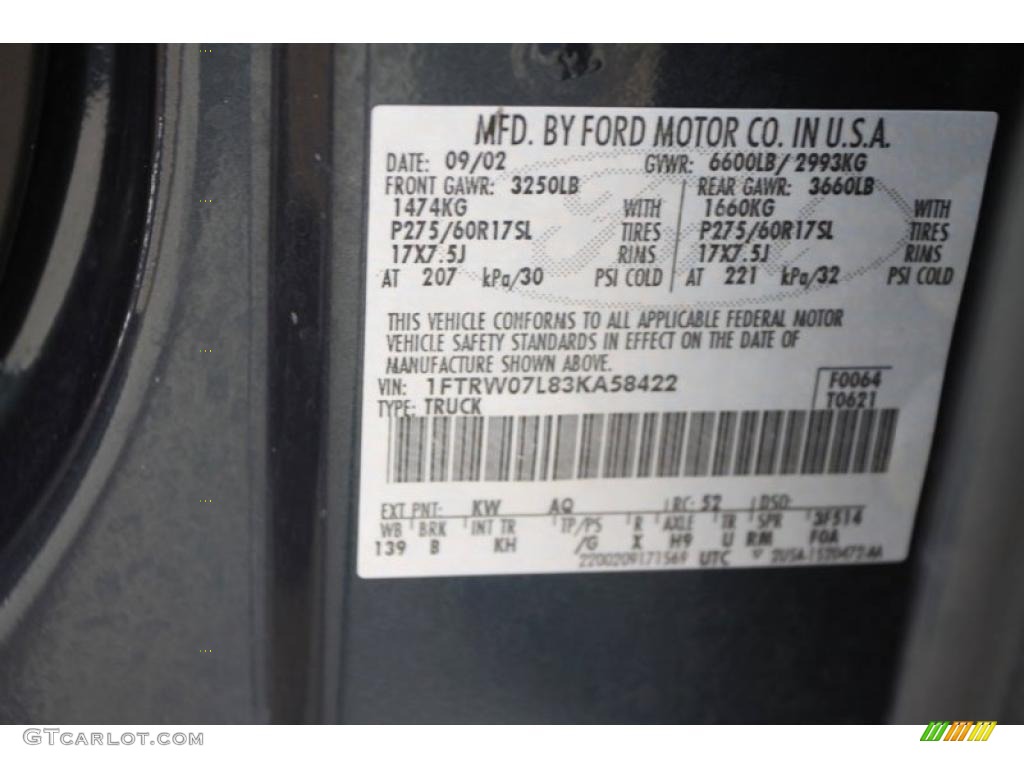 MFD. BY FORD MOTOR CO. IN U.S.A.
DATE: 09/02 GVWR: 6600LB/ 2993KG
FRONT GAWR: 3250LB REAR GAWR: 3660LB
1474KG WITH 1660KG WITH
P275/60R17SL TIRES P275/60R17SL TIRES
17X7.5J RIMS 17X7.5J RIMS
AT 207 kPa/30 PSI COLD AT 221 kPa/32 PSI COLD
THIS VEHICLE CONFORMS TO ALL APPLICABLE FEDERAL MOTOR
VEHICLE SAFETY STANDARDS IN EFFECT ON THE DATE OF
MANUFACTURE SHOWN ABOVE.
VIN: 1FTRW07L83KA58422 F0064
TYPE: TRUCK T0621
EXT PNT: KW AQ RC: 52 DSO:
WB BRK INT TR TP/PS R AXLE TR SPR 3F514
139 B KH /G X H9 U RM F0A
2200209171569 UTC
GTCARLOT.COM